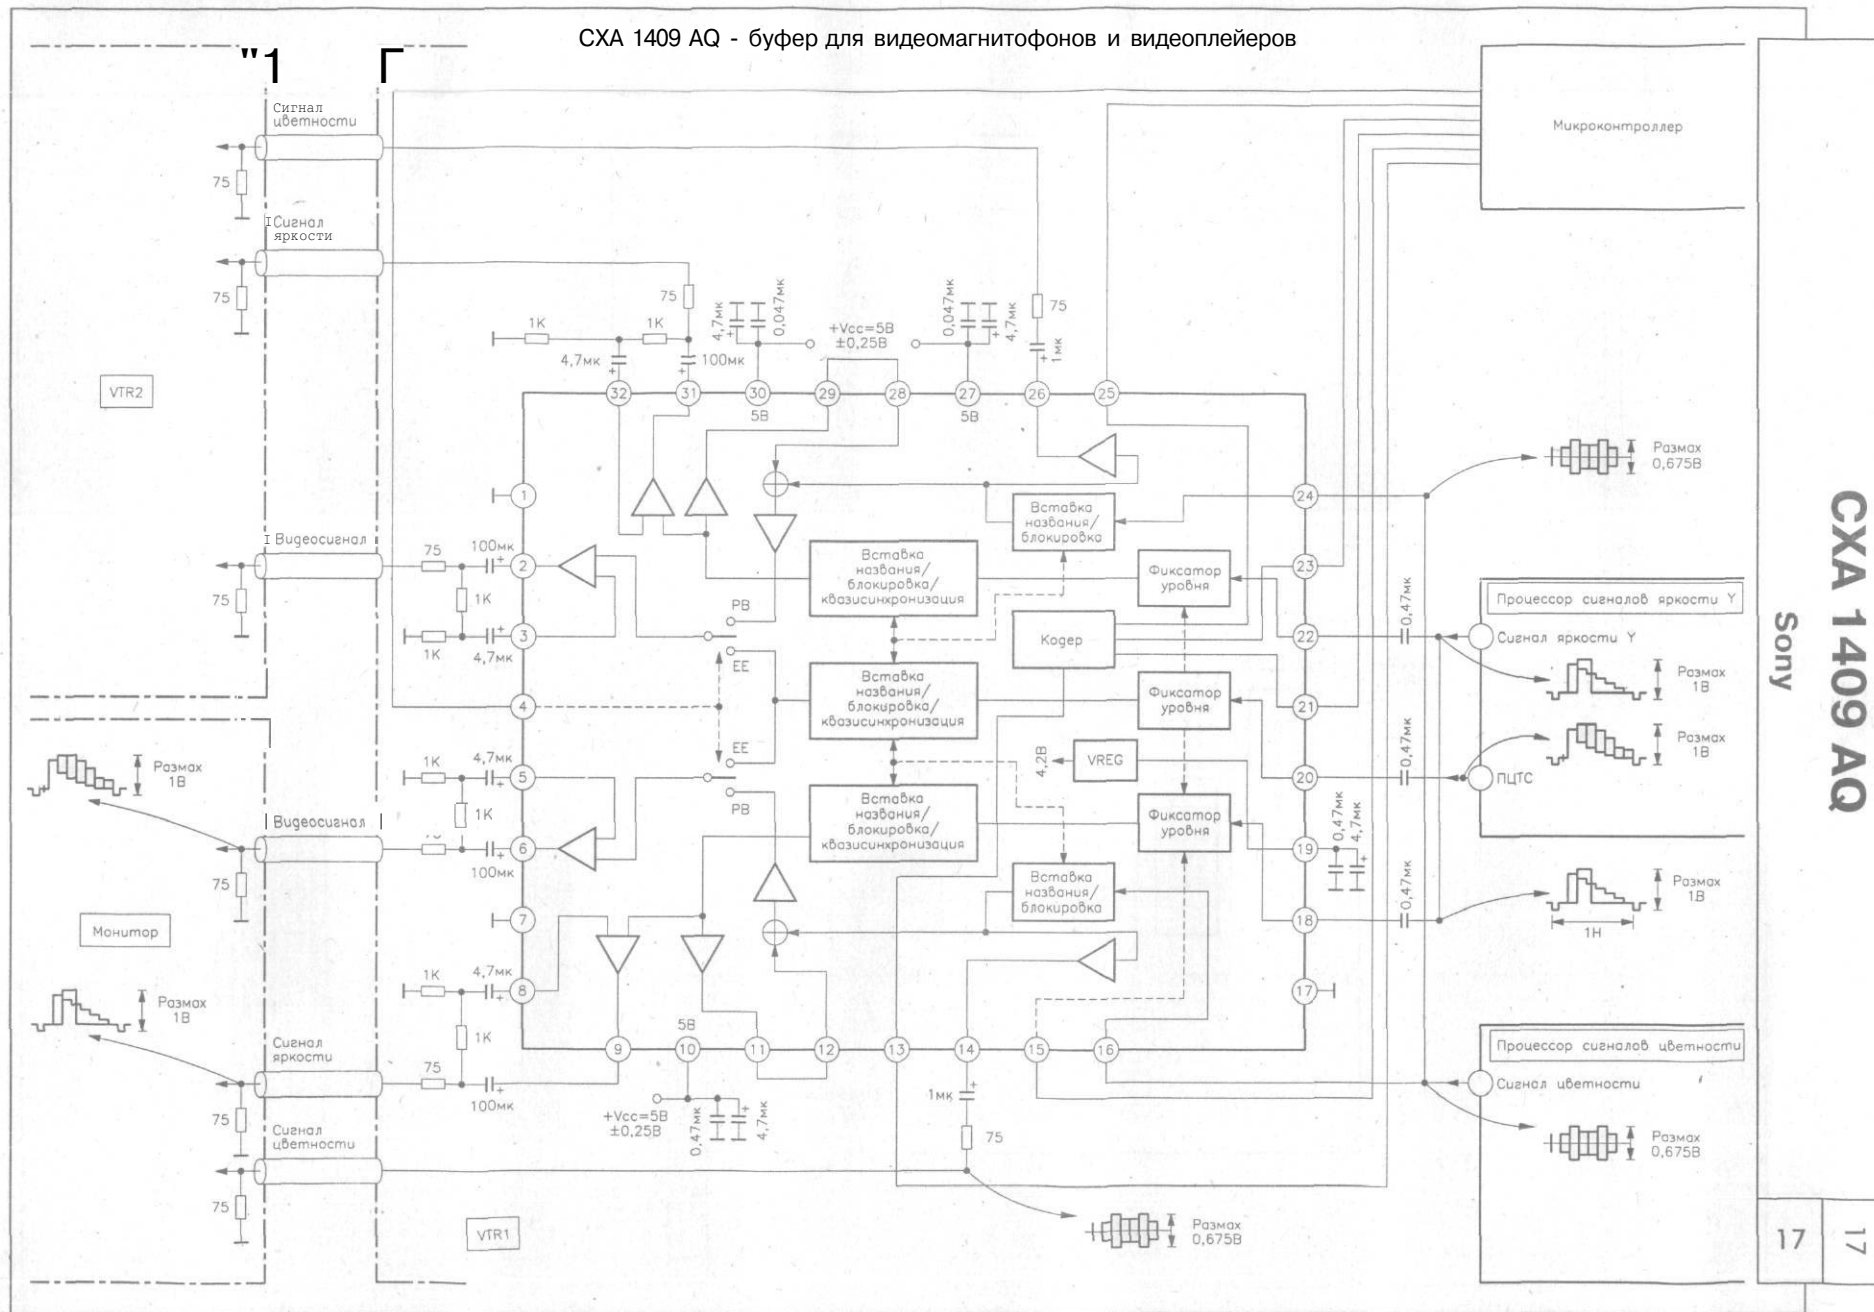 СХА 1409 AQ - буфер для видеомагнитофонов и видеоплейеров
"1 Г
Сигнал
цветности
75
I Сигнал
яркости
75
VTR2
I Видеосигнал
75
75
100мк
1К
1К
4,7мк
1К
1К
4,7мк
100мк
75
4,7мк
0,047мк
+Vcc=5В
±0,25В
0,047мк
4,7мк
75
1мк
32
31
30
29
28
27
26
25
5В
5В
Микроконтроллер
1
2
3
4
5
6
7
8
Вставка
названия/
блокировка
Вставка
названия/
блокировка/
квазисинхронизация
Фиксатор
уровня
PB
EE
Кодер
Вставка
названия/
блокировка/
квазисинхронизация
Фиксатор
уровня
EE
PB
4,2В
VREG
Вставка
названия/
блокировка/
квазисинхронизация
Фиксатор
уровня
Вставка
названия/
блокировка
24
23
22
21
20
19
18
17
Размах
0,675В
0,47мк
Процессор сигналов яркости Y
Сигнал яркости Y
Размах
1В
0,47мк
Размах
1В
ПЦТС
0,47мк
4,7мк
0,47мк
Размах
1В
1Н
Размах
1В
1К
4,7мк
1К
Видеосигнал
100мк
75
Монитор
1К
4,7мк
Размах
1В
1К
Сигнал
яркости
75
100мк
75
Сигнал
цветности
75
VTR1
5В
9
10
11
12
13
14
15
16
+Vcc=5В
±0,25В
0,47мк
4,7мк
1мк
75
Размах
0,675В
Процессор сигналов цветности
Сигнал цветности
Размах
0,675В
СХА 1409 AQ
Sony
17
17